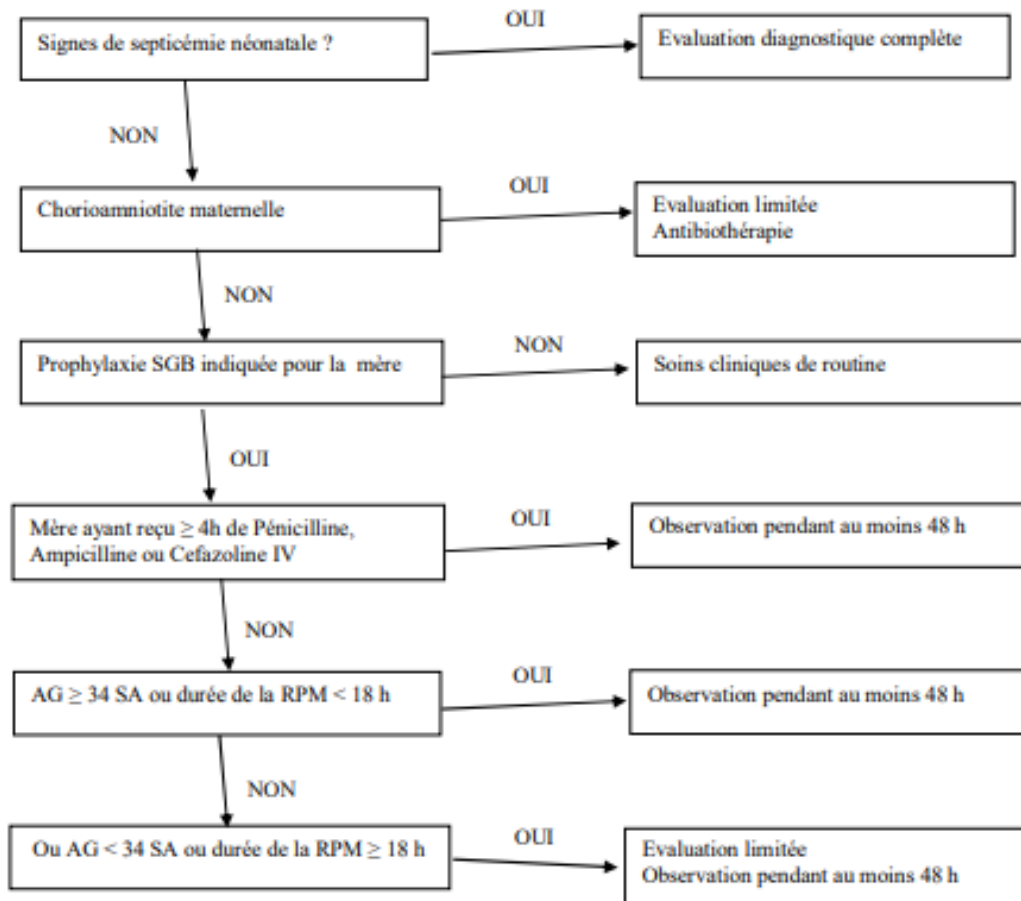 OUI
Signes de septicémie néonatale ?
Evaluation diagnostique complète
NON
OUI
Chorioamniotite maternelle
Evaluation limitée
Antibiothérapie
NON
NON
Prophylaxie SGB indiquée pour la mère
Soins cliniques de routine
OUI
Mère ayant reçu ≥ 4h de Pénicilline,
Ampicilline ou Cefazoline IV
OUI
Observation pendant au moins 48 h
NON
OUI
AG ≥ 34 SA ou durée de la RPM < 18 h
Observation pendant au moins 48 h
NON
OUI
Ou AG < 34 SA ou durée de la RPM ≥ 18 h
Evaluation limitée
Observation pendant au moins 48 h